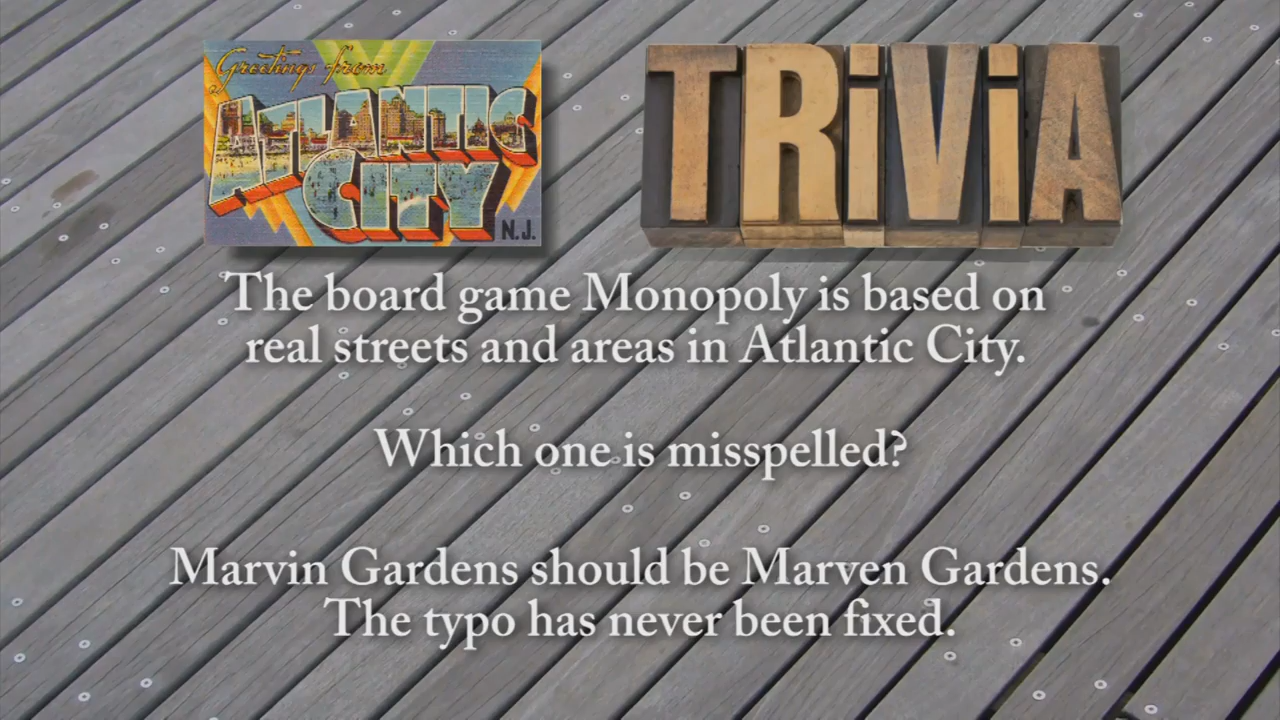 Greetings from
ATLANTIC
CITY
N.J.
TRiViA
The board game Monopoly is based on
real streets and areas in Atlantic City.
Which one is misspelled?
Marvin Gardens should be Marven Gardens.
The typo has never been fixed.